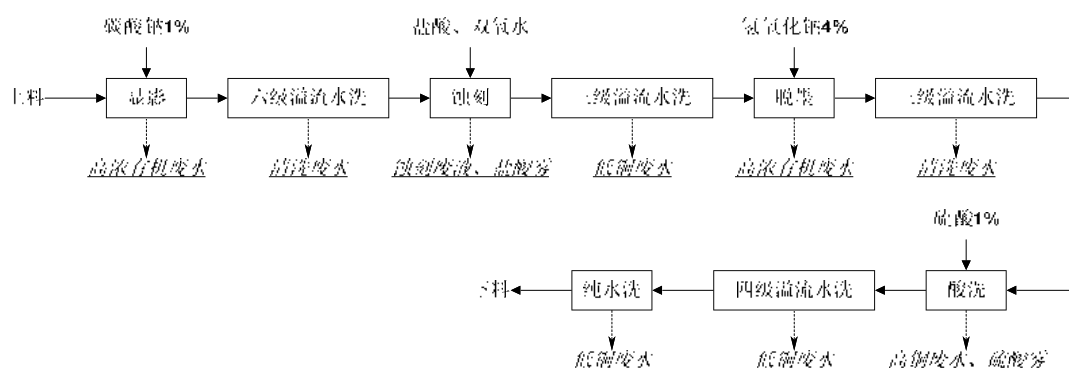 碳酸钠1% 盐酸、双氧水 氢氧化钠4%
上料 显影 六级溢流水洗 蚀刻 三级溢流水洗 脱膜 三级溢流水洗
高浓有机废水 清洗废水 蚀刻废液、盐酸雾 低铜废水 高浓有机废水 清洗废水
硫酸1%
下料 纯水洗 四级溢流水洗 酸洗
低铜废水 低铜废水 高铜废水、硫酸雾